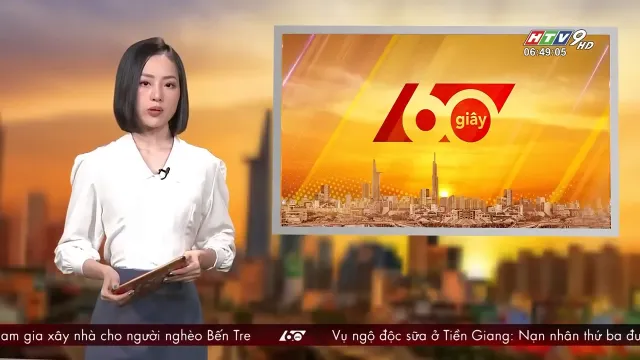 HTV9 HD
06:49:05
60 giây
am gia xây nhà cho người nghèo Bến Tre 60 Vụ ngộ độc sữa ở Tiền Giang: Nạn nhân thứ ba đư